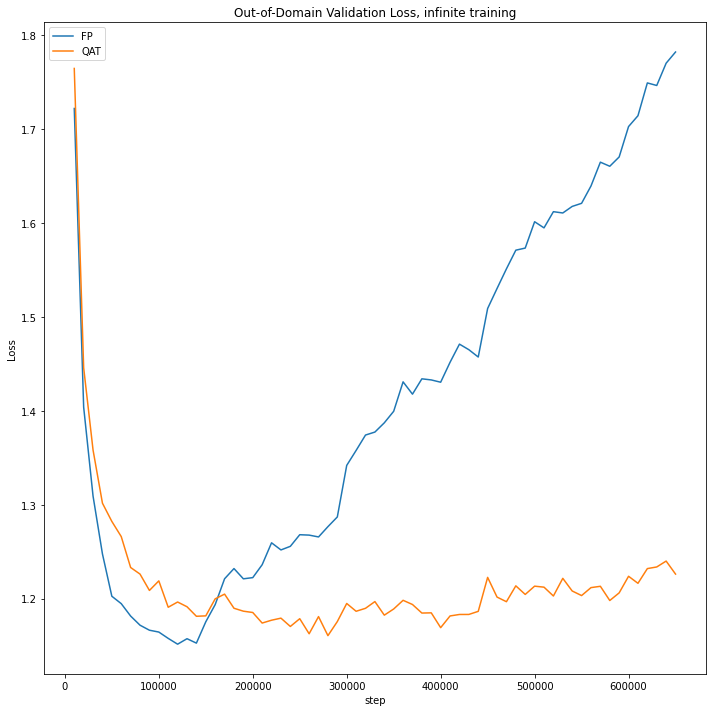 Out-of-Domain Validation Loss, infinite training
FP
QAT
1.8
1.7
1.6
1.5
1.4
1.3
1.2
Loss
0
100000
200000
300000
400000
500000
600000
step